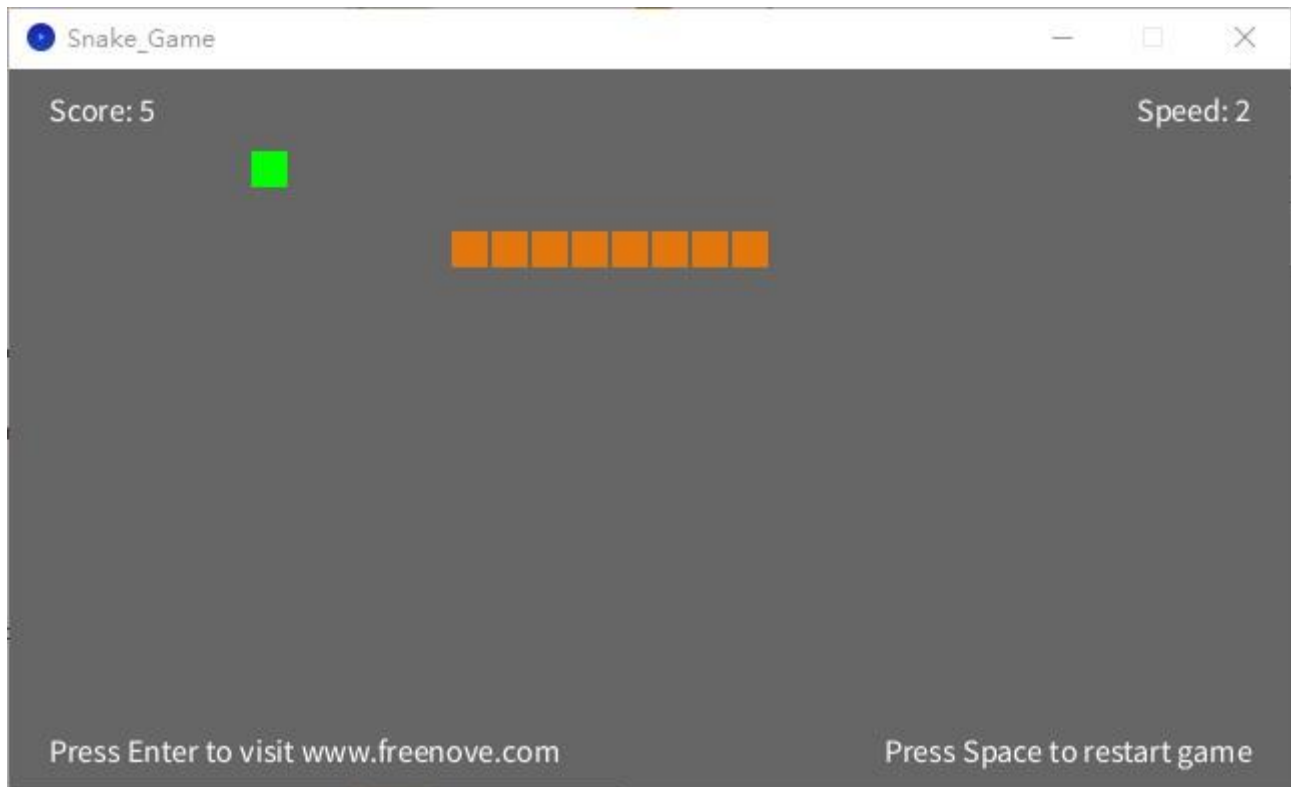 Snake_Game
Score: 5
Speed: 2
Press Enter to visit www.freenove.com
Press Space to restart game